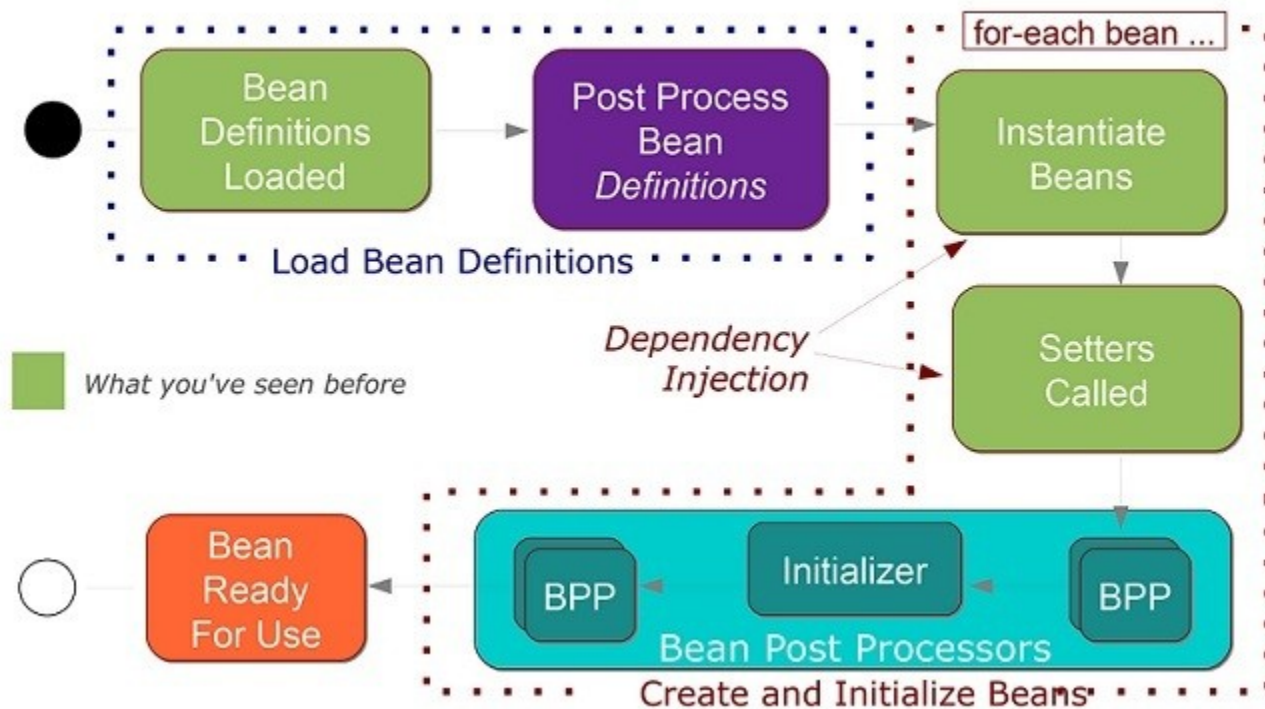 for-each bean ...
Bean
Definitions
Loaded
Post Process
Bean
Definitions
Instantiate
Beans
Load Bean Definitions
Dependency
Injection
Setters
Called
What you've seen before
Bean
Ready
For Use
BPP
Initializer
BPP
Bean Post Processors
Create and Initialize Beans